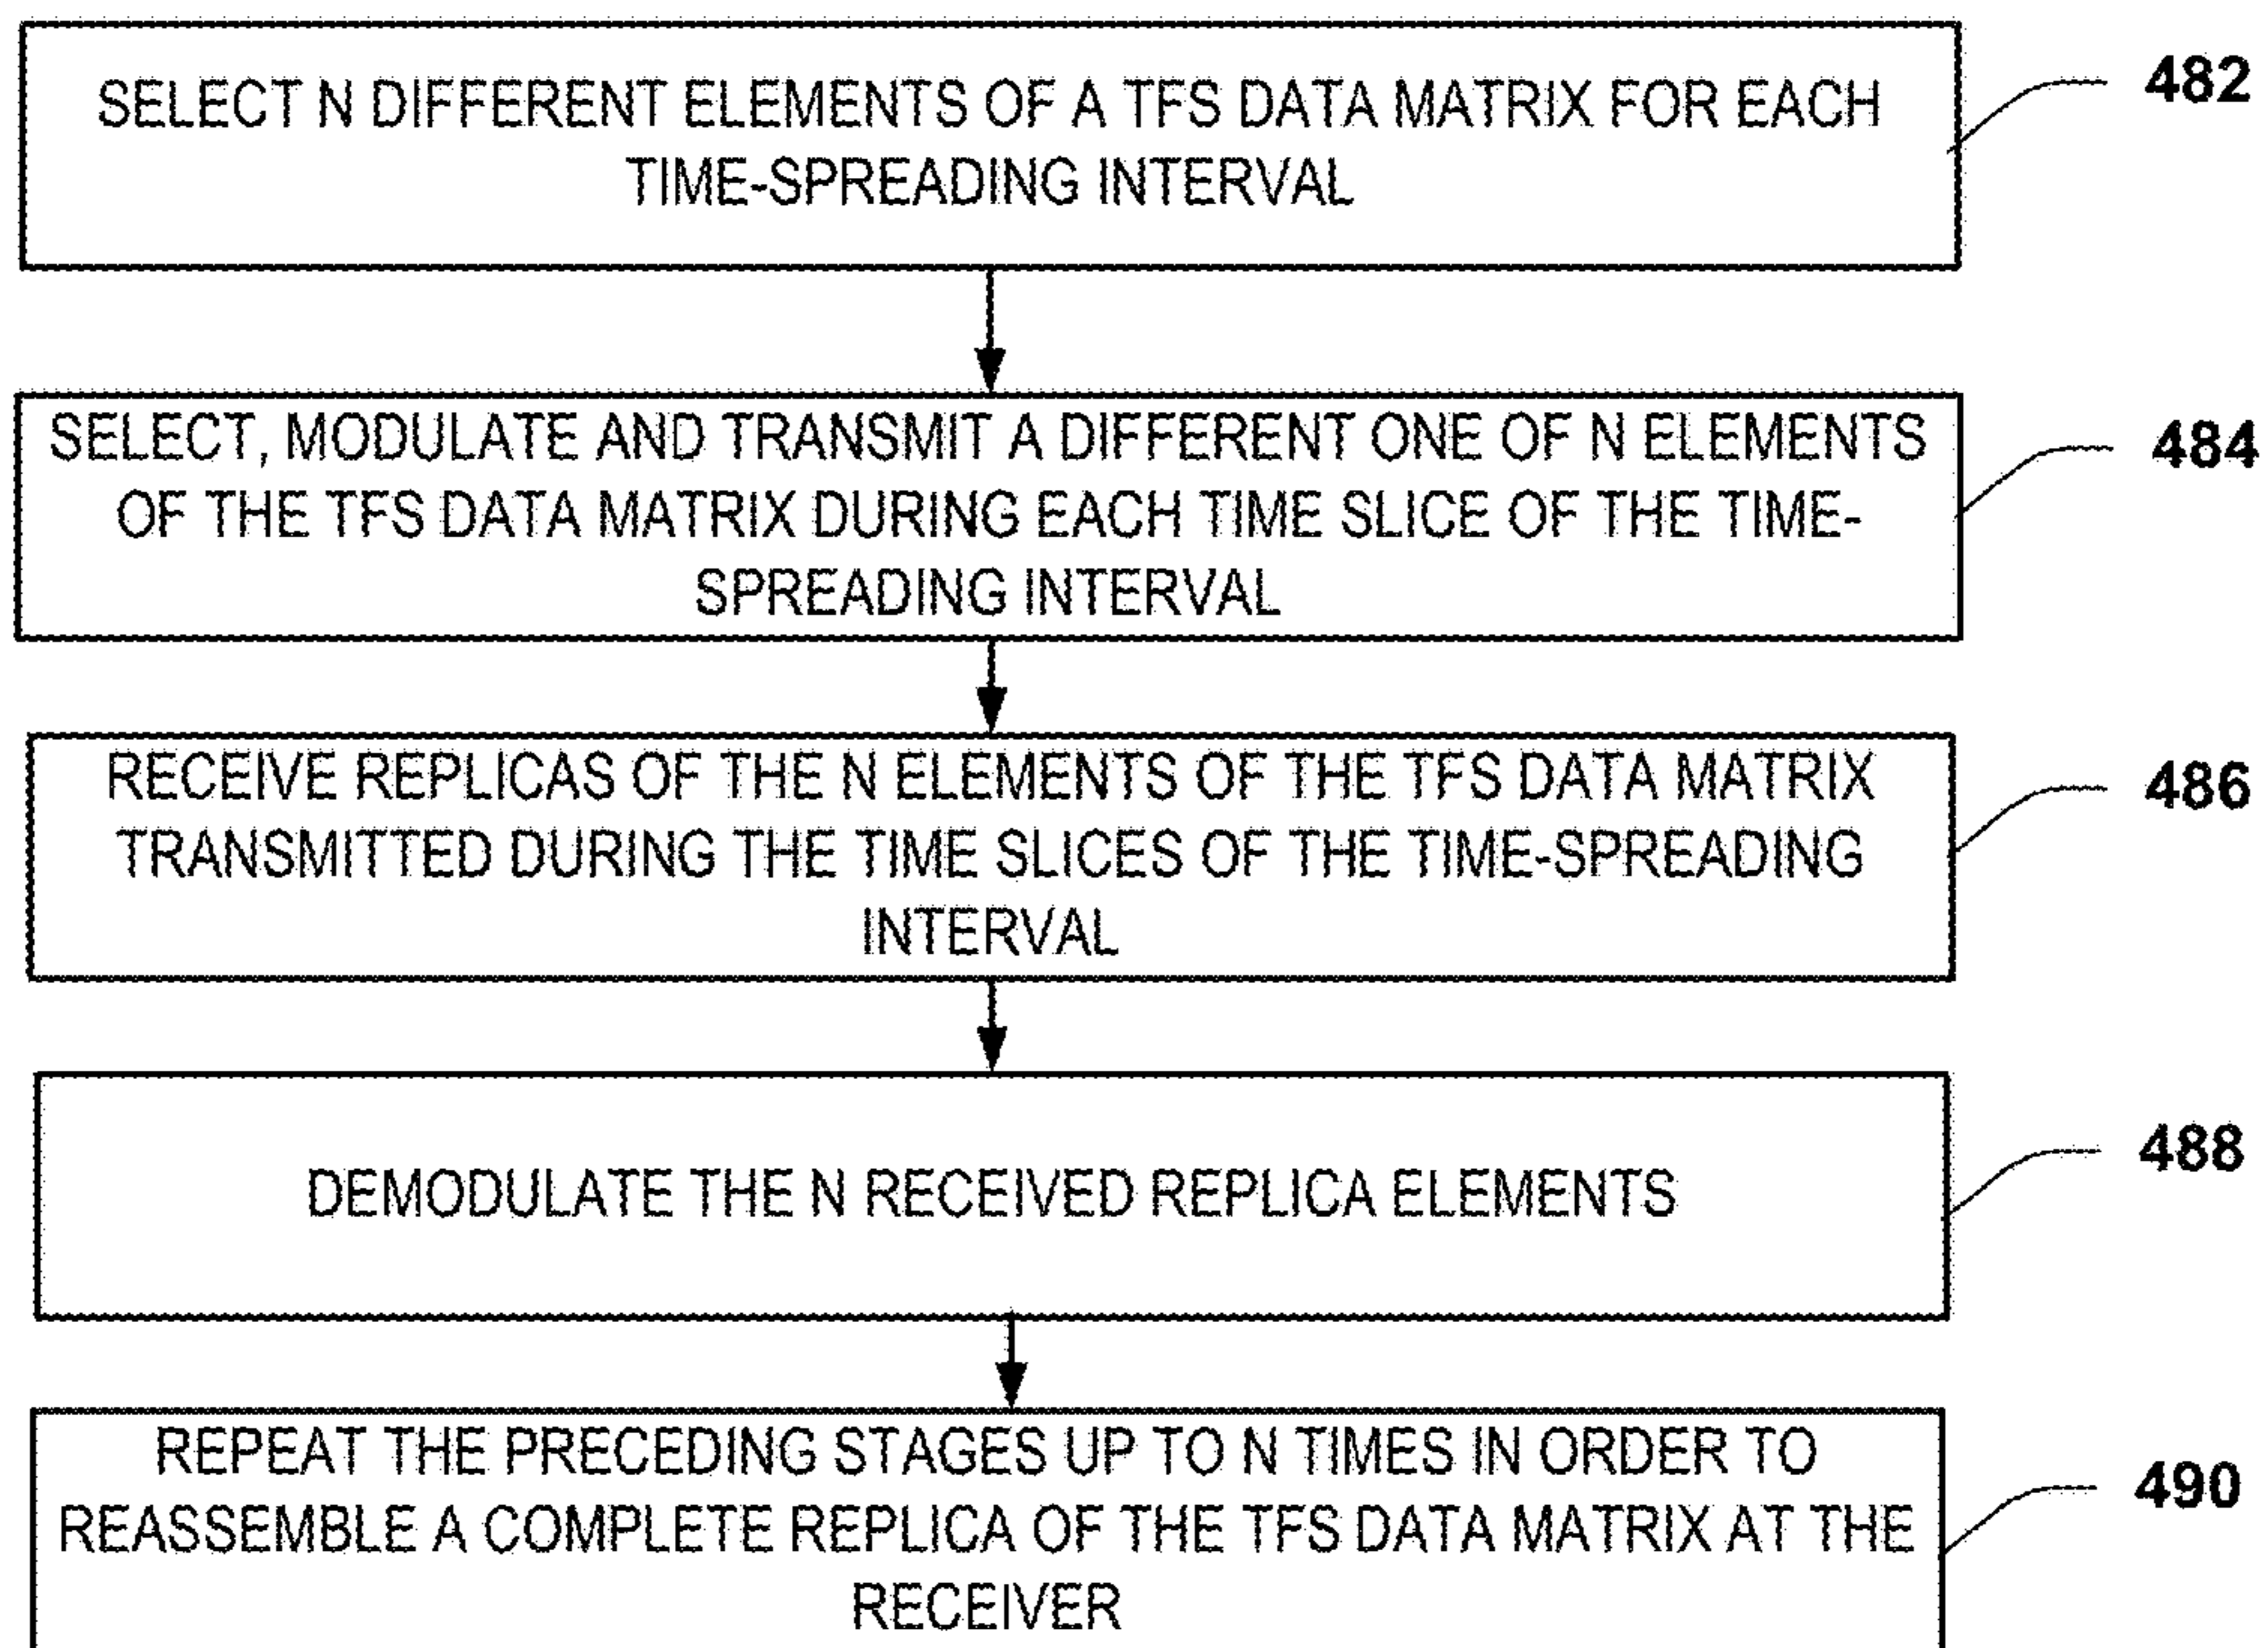 SELECT N DIFFERENT ELEMENTS OF A TFS DATA MATRIX FOR EACH
TIME-SPREADING INTERVAL
482
SELECT, MODULATE AND TRANSMIT A DIFFERENT ONE OF N ELEMENTS
OF THE TFS DATA MATRIX DURING EACH TIME SLICE OF THE TIME-
SPREADING INTERVAL
484
RECEIVE REPLICAS OF THE N ELEMENTS OF THE TFS DATA MATRIX
TRANSMITTED DURING THE TIME SLICES OF THE TIME-SPREADING
INTERVAL
486
DEMODULATE THE N RECEIVED REPLICA ELEMENTS
488
REPEAT THE PRECEDING STAGES UP TO N TIMES IN ORDER TO
REASSEMBLE A COMPLETE REPLICA OF THE TFS DATA MATRIX AT THE
RECEIVER
490